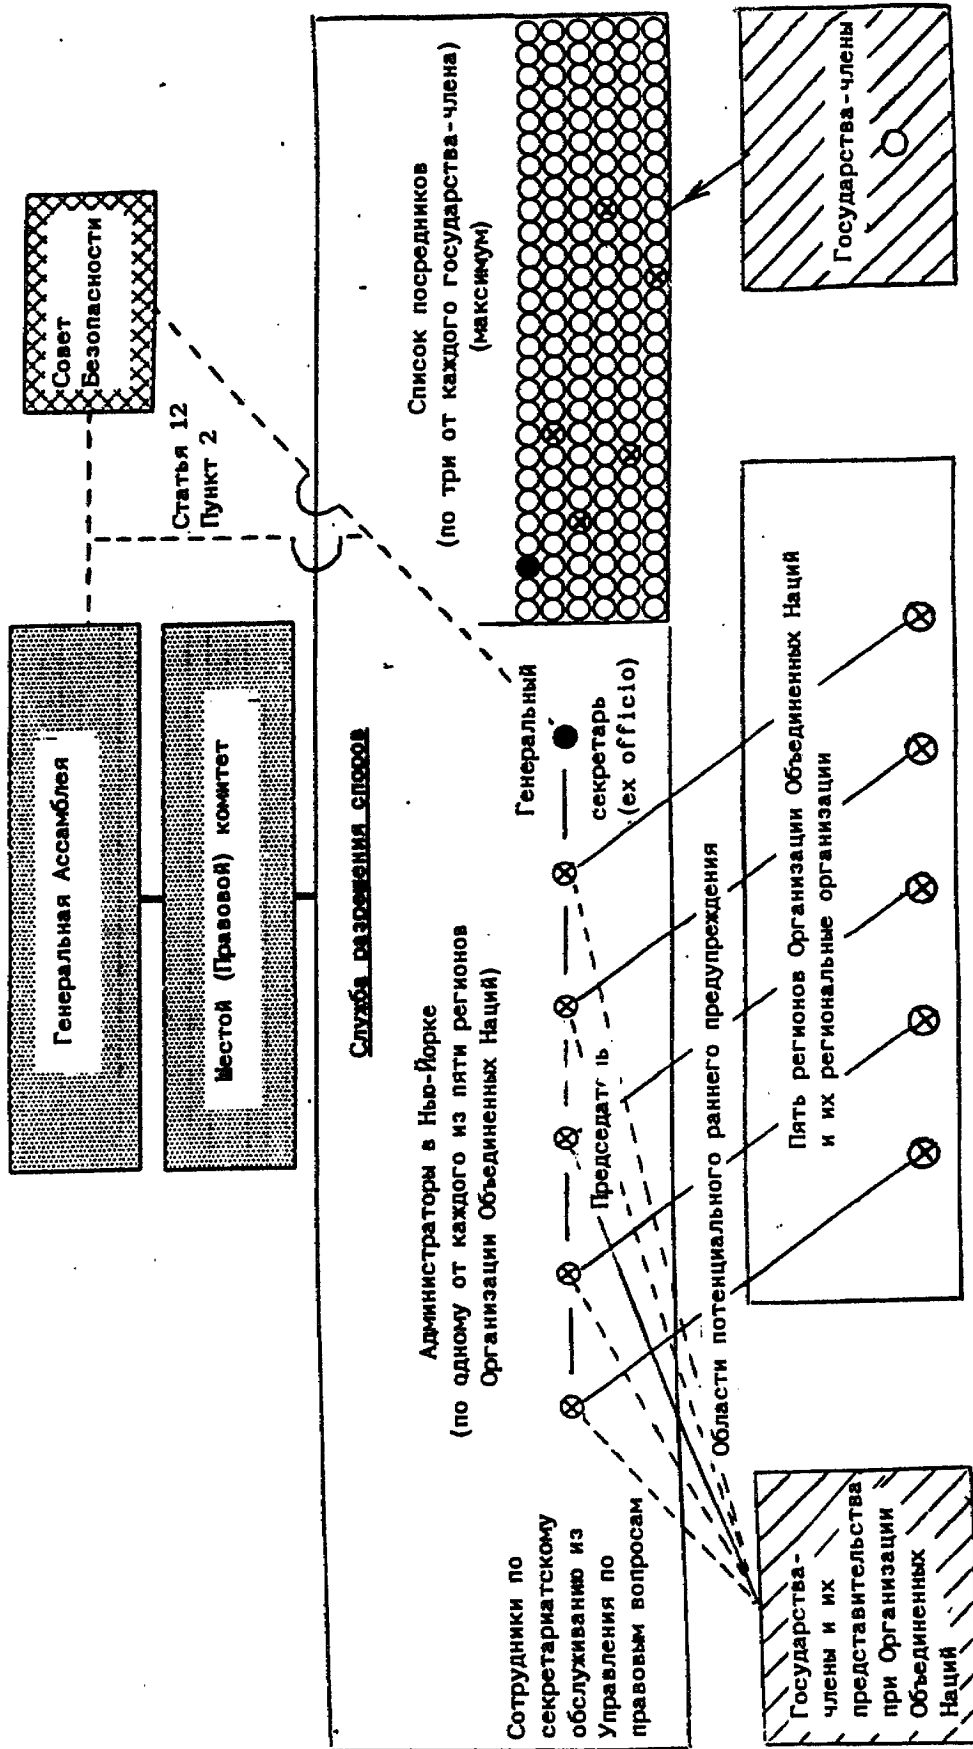 Генеральная Ассамблея
Шестой (Правовой) комитет
Совет
Безопасности
Статья 12
Пункт 2
Служба разрешения споров
Сотрудники по
секретариатскому
обслуживанию из
Управления по
правовым вопросам
Администраторы в Нью-Йорке
(по одному от каждого из пяти регионов
Организации Объединенных Наций)
Председатель
Генеральный
секретарь
(ex officio)
Список посредников
(по три от каждого государства-члена)
(максимум)
Области потенциального раннего предупреждения
Государства-
члены и их
представительства
при Организации
Объединенных
Наций
Пять регионов Организации Объединенных Наций
и их региональные организации
Государства-члены